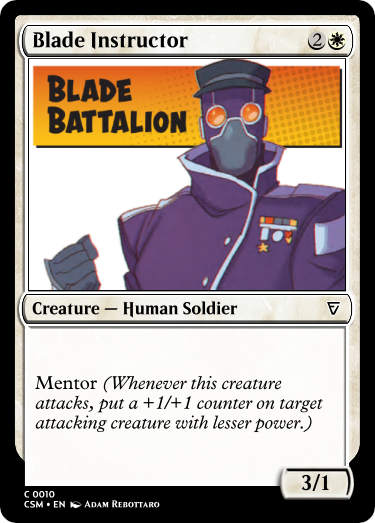 Blade Instructor
2
BLADE
BATTALION
Creature — Human Soldier
Mentor (Whenever this creature
attacks, put a +1/+1 counter on target
attacking creature with lesser power.)
3/1
C 0010
CSM • EN Adam Rebottaro